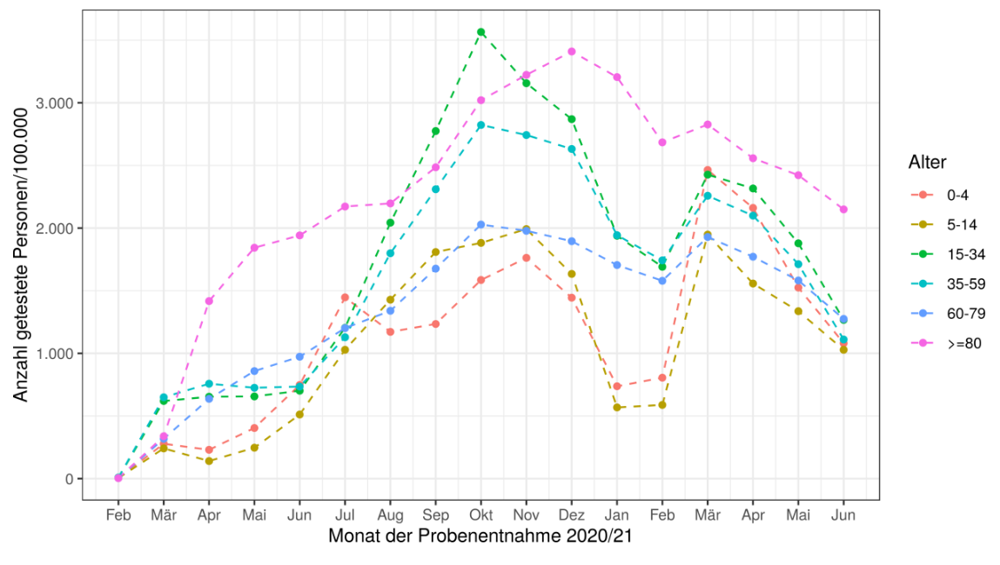 3.000
2.000
1.000
0
Anzahl getestete Personen/100.000
Feb Mär Apr Mai Jun Jul Aug Sep Okt Nov Dez Jan Feb Mär Apr Mai Jun
Monat der Probenentnahme 2020/21
Alter
0-4
5-14
15-34
35-59
60-79
>=80